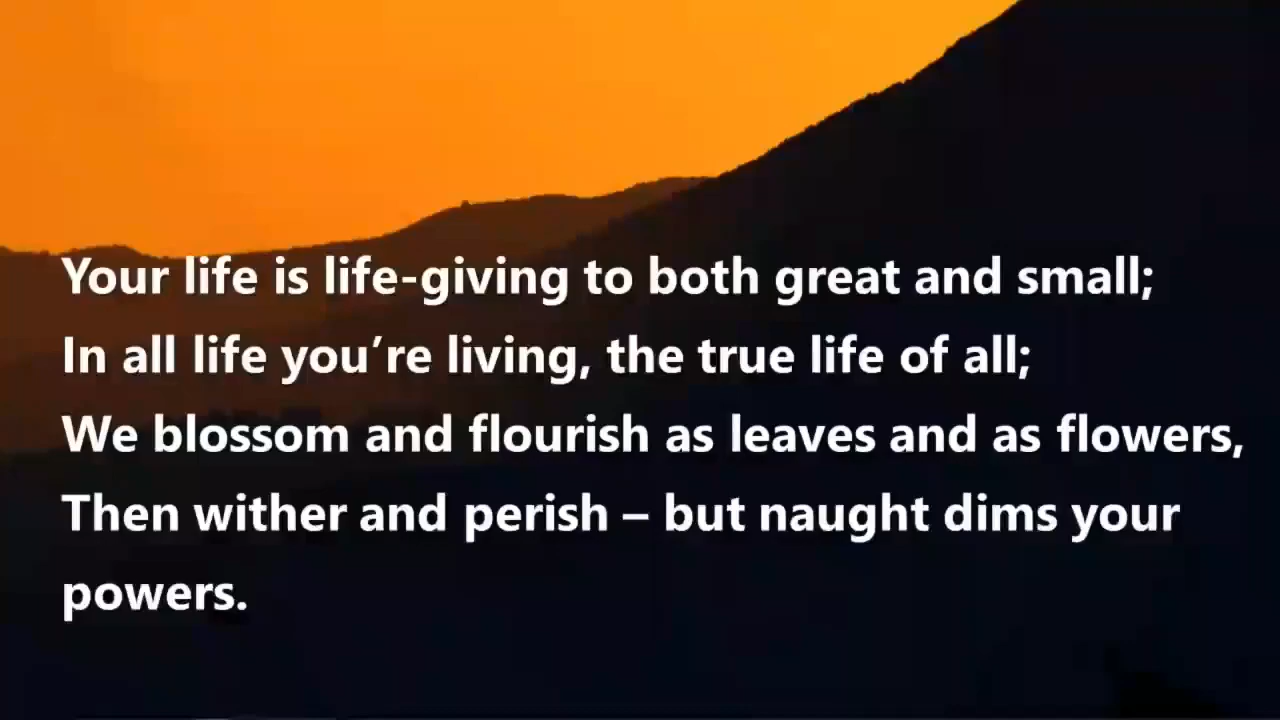 Your life is life-giving to both great and small;
In all life you’re living, the true life of all;
We blossom and flourish as leaves and as flowers,
Then wither and perish – but naught dims your
powers.